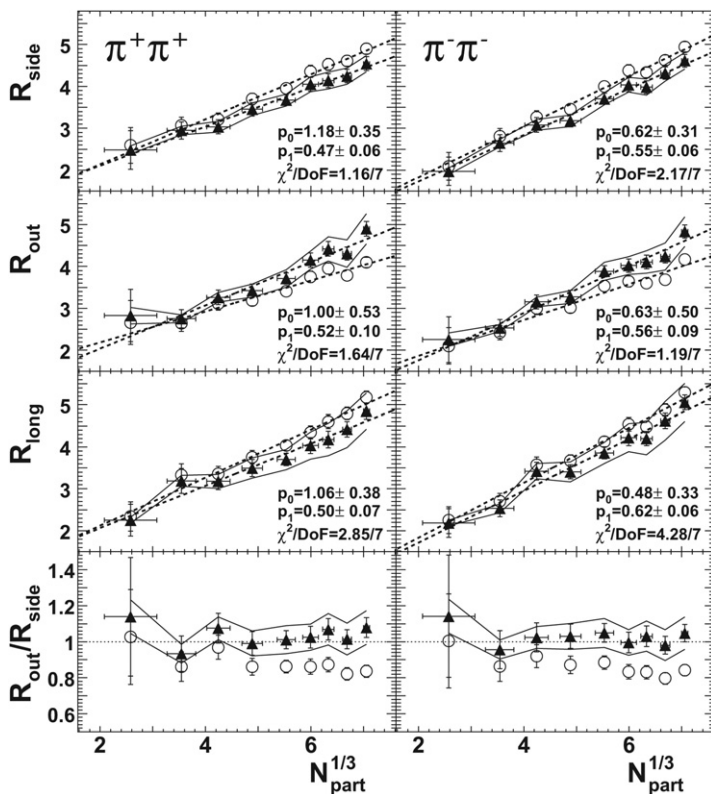 π⁺π⁺
π⁻π⁻
R_side
5
4
3
2
p₀=1.18± 0.35
p₁=0.47± 0.06
χ²/DoF=1.16/7
p₀=0.62± 0.31
p₁=0.55± 0.06
χ²/DoF=2.17/7
R_out
5
4
3
2
p₀=1.00± 0.53
p₁=0.52± 0.10
χ²/DoF=1.64/7
p₀=0.63± 0.50
p₁=0.56± 0.09
χ²/DoF=1.19/7
R_long
5
4
3
2
p₀=1.06± 0.38
p₁=0.50± 0.07
χ²/DoF=2.85/7
p₀=0.48± 0.33
p₁=0.62± 0.06
χ²/DoF=4.28/7
R_out/R_side
1.4
1.2
1
0.8
0.6
2 4 6 2 4 6
N_part^1/3
N_part^1/3